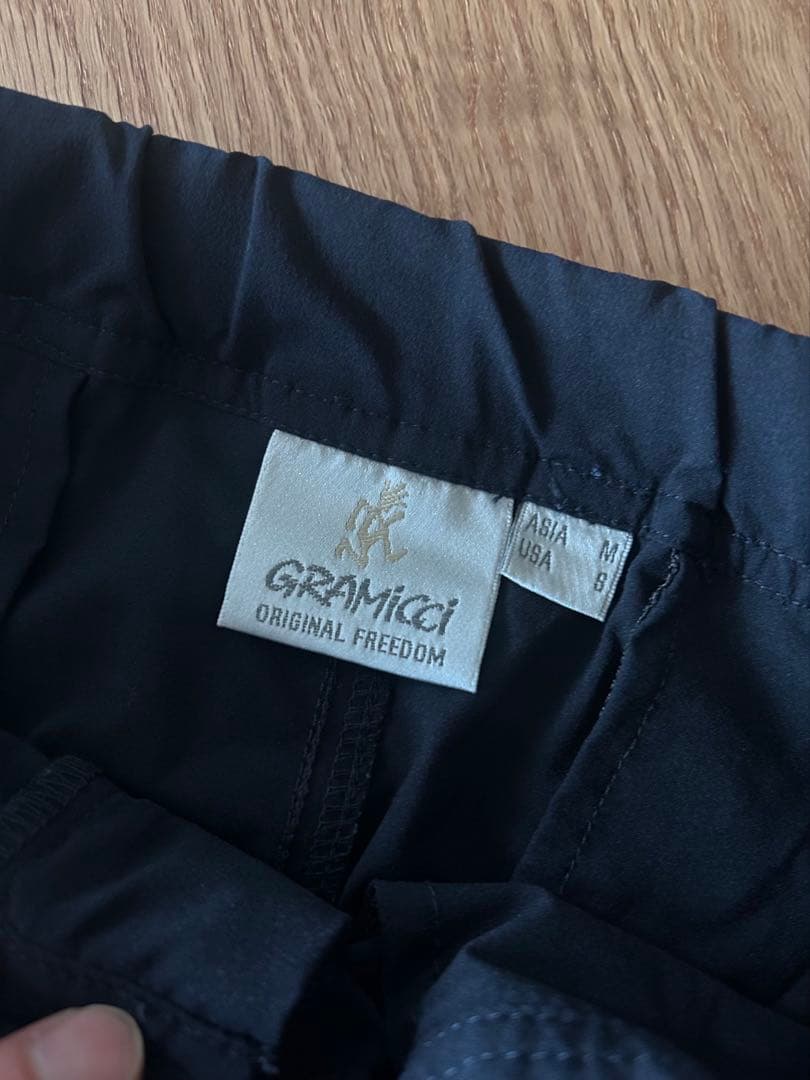 GRAMiCCi
ORIGINAL FREEDOM
ASIA M
USA S